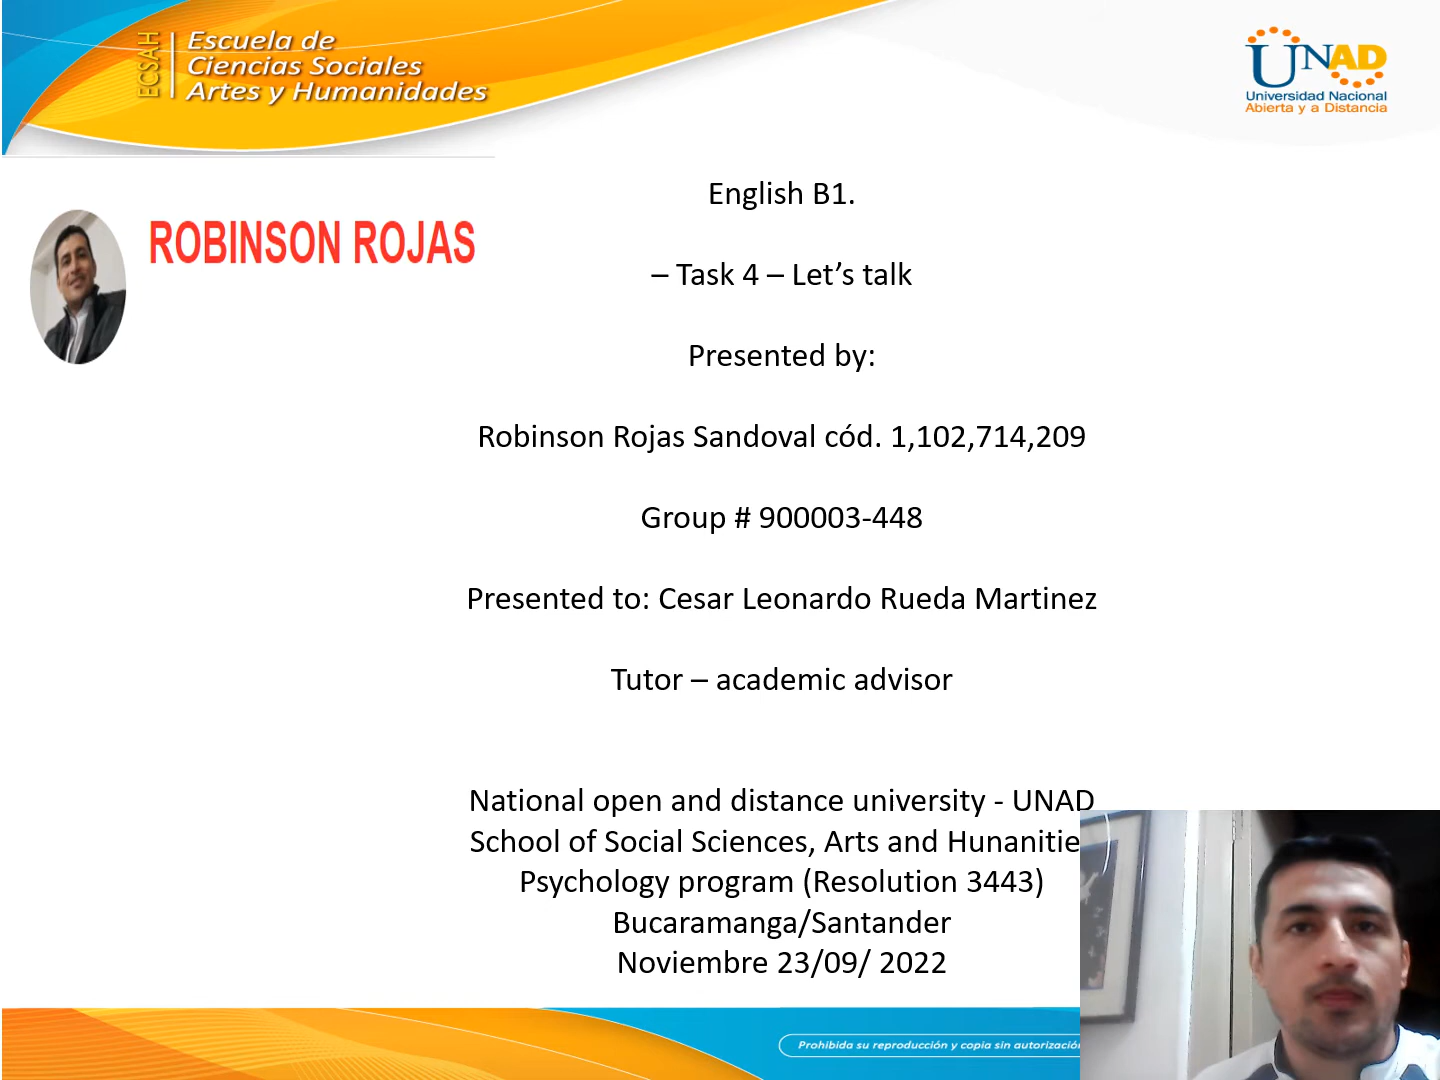 ECSAH
Escuela de
Ciencias Sociales
Artes y Humanidades
UNAD
Universidad Nacional
Abierta y a Distancia
ROBINSON ROJAS
English B1.
– Task 4 – Let’s talk
Presented by:
Robinson Rojas Sandoval cód. 1,102,714,209
Group # 900003-448
Presented to: Cesar Leonardo Rueda Martinez
Tutor – academic advisor
National open and distance university - UNAD
School of Social Sciences, Arts and Hunanitie
Psychology program (Resolution 3443)
Bucaramanga/Santander
Noviembre 23/09/ 2022
Prohibida su reproducción y copia sin autorización